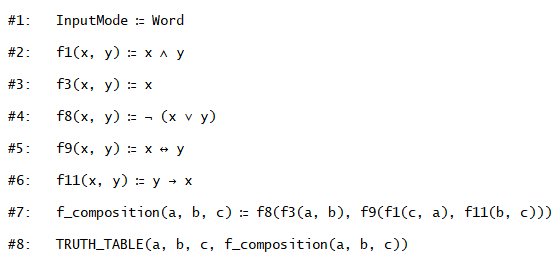 #1: InputMode ≔ Word
#2: f1(x, y) ≔ x ∧ y
#3: f3(x, y) ≔ x
#4: f8(x, y) ≔ ¬ (x ∨ y)
#5: f9(x, y) ≔ x ↔ y
#6: f11(x, y) ≔ y → x
#7: f_composition(a, b, c) ≔ f8(f3(a, b), f9(f1(c, a), f11(b, c)))
#8: TRUTH_TABLE(a, b, c, f_composition(a, b, c))